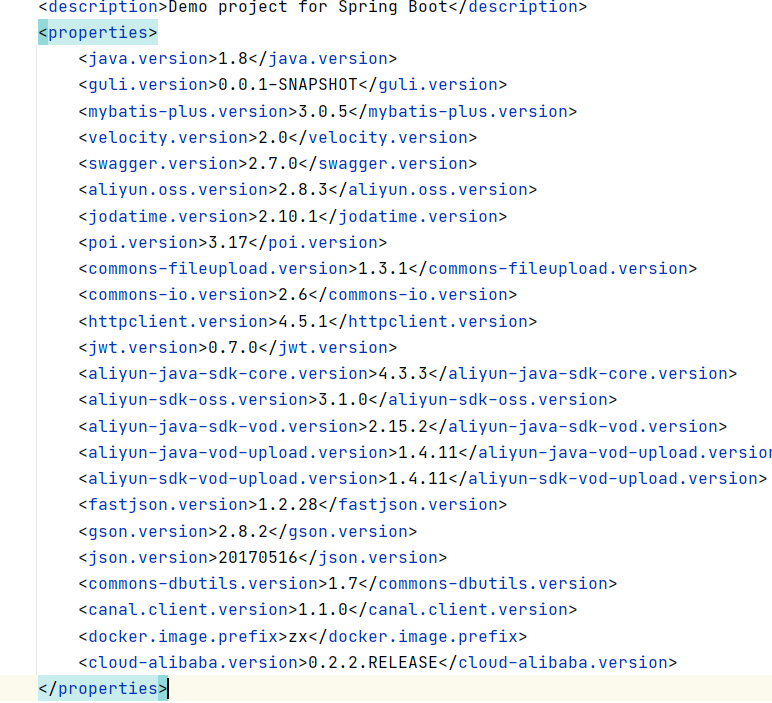 <description>Demo project for Spring Boot</description>
<properties>
<java.version>1.8</java.version>
<guli.version>0.0.1-SNAPSHOT</guli.version>
<mybatis-plus.version>3.0.5</mybatis-plus.version>
<velocity.version>2.0</velocity.version>
<swagger.version>2.7.0</swagger.version>
<aliyun.oss.version>2.8.3</aliyun.oss.version>
<jodatime.version>2.10.1</jodatime.version>
<poi.version>3.17</poi.version>
<commons-fileupload.version>1.3.1</commons-fileupload.version>
<commons-io.version>2.6</commons-io.version>
<httpclient.version>4.5.1</httpclient.version>
<jwt.version>0.7.0</jwt.version>
<aliyun-java-sdk-core.version>4.3.3</aliyun-java-sdk-core.version>
<aliyun-sdk-oss.version>3.1.0</aliyun-sdk-oss.version>
<aliyun-java-sdk-vod.version>2.15.2</aliyun-java-sdk-vod.version>
<aliyun-java-vod-upload.version>1.4.11</aliyun-java-vod-upload.version
<aliyun-sdk-vod-upload.version>1.4.11</aliyun-sdk-vod-upload.version>
<fastjson.version>1.2.28</fastjson.version>
<gson.version>2.8.2</gson.version>
<json.version>20170516</json.version>
<commons-dbutils.version>1.7</commons-dbutils.version>
<canal.client.version>1.1.0</canal.client.version>
<docker.image.prefix>zx</docker.image.prefix>
<cloud-alibaba.version>0.2.2.RELEASE</cloud-alibaba.version>
</properties>